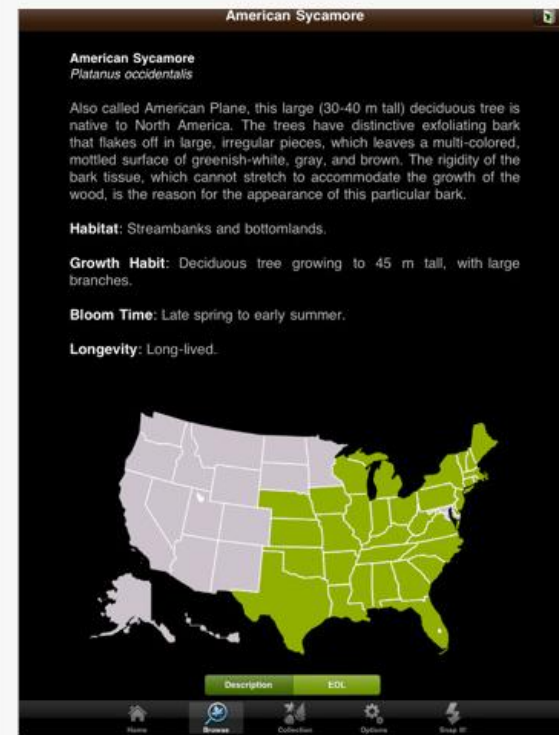 American Sycamore
American Sycamore
Platanus occidentalis
Also called American Plane, this large (30-40 m tall) deciduous tree is
native to North America. The trees have distinctive exfoliating bark
that flakes off in large, irregular pieces, which leaves a multi-colored,
mottled surface of greenish-white, gray, and brown. The rigidity of the
bark tissue, which cannot stretch to accommodate the growth of the
wood, is the reason for the appearance of this particular bark.
Habitat: Streambanks and bottomlands.
Growth Habit: Deciduous tree growing to 45 m tall, with large
branches.
Bloom Time: Late spring to early summer.
Longevity: Long-lived.
Description EOL
Home Browse Collection Options Snap It!